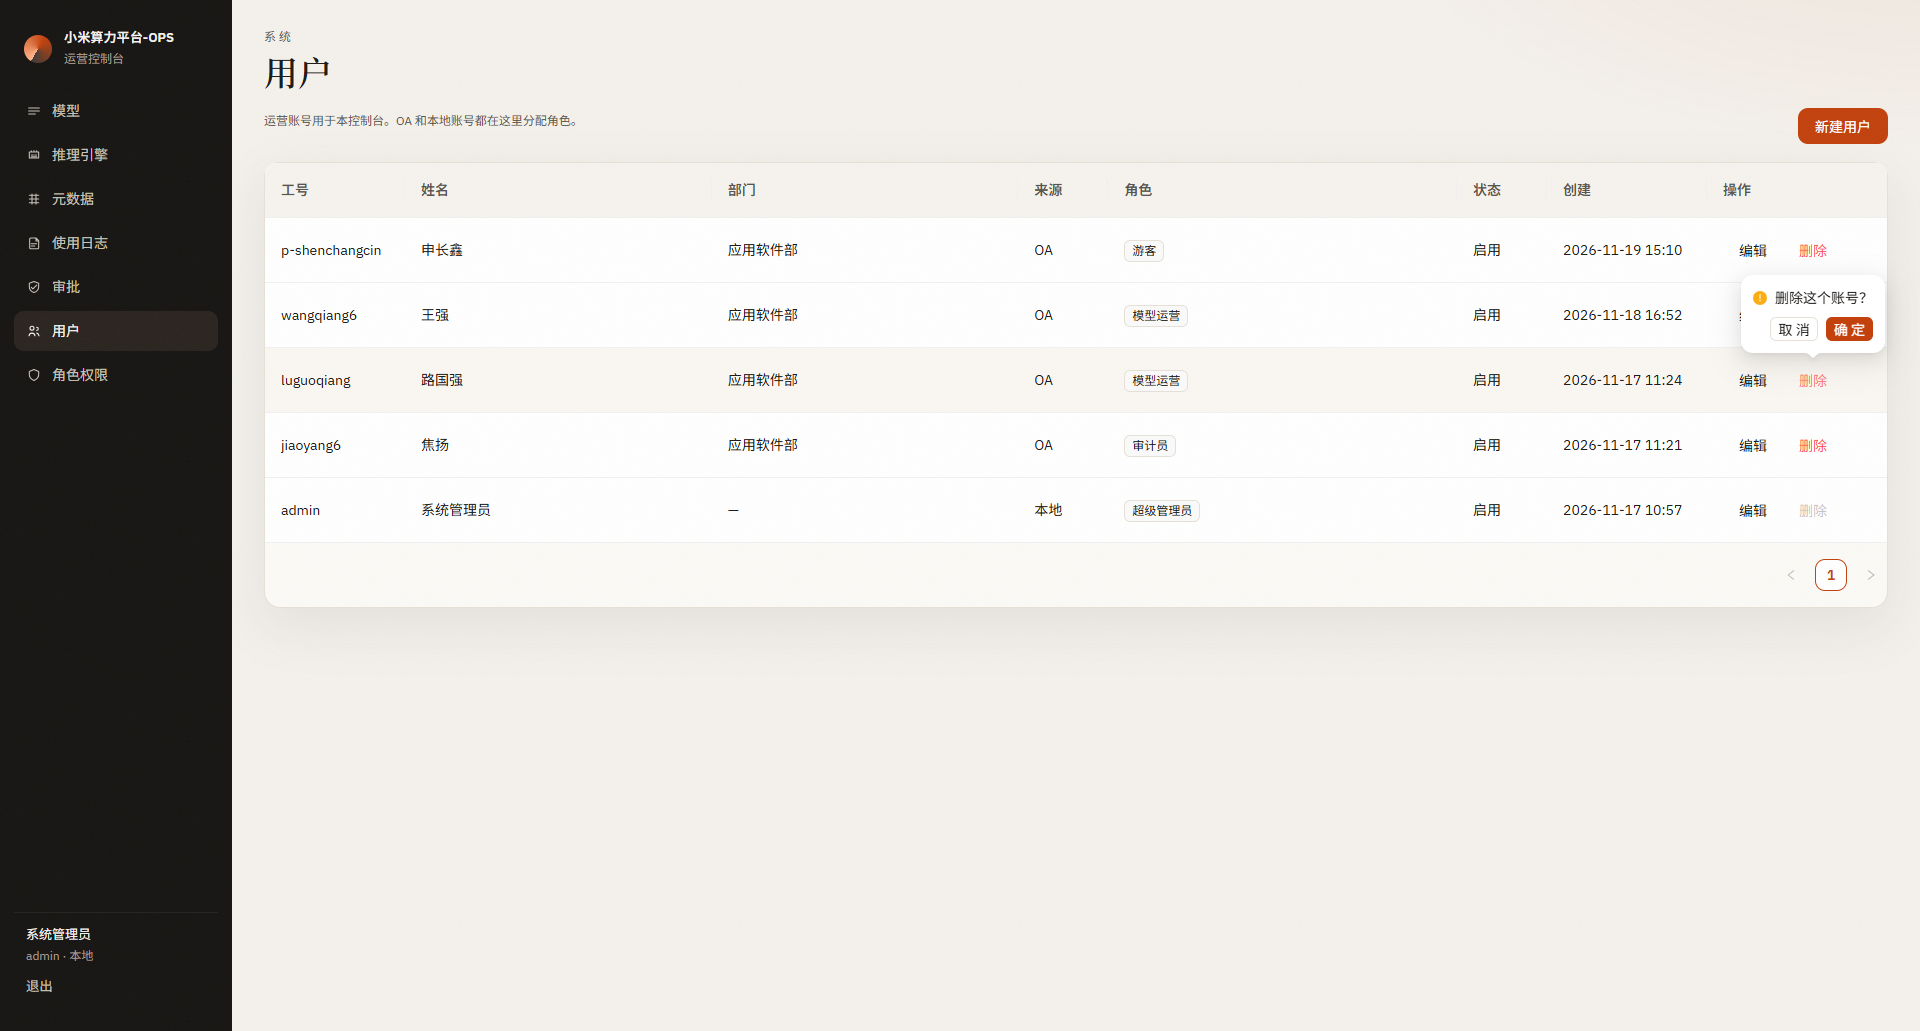 小米算力平台-OPS
运营控制台
模型
推理引擎
元数据
使用日志
审批
用户
角色权限
系统管理员
admin · 本地
退出
系统
用户
运营账号用于本控制台。OA 和本地账号都在这里分配角色。
新建用户
工号 姓名 部门 来源 角色 状态 创建 操作
p-shenchangcin 申长鑫 应用软件部 OA 游客 启用 2026-11-19 15:10 编辑 删除
wangqiang6 王强 应用软件部 OA 模型运营 启用 2026-11-18 16:52
删除这个账号?
取消 确定
luguoqiang 路国强 应用软件部 OA 模型运营 启用 2026-11-17 11:24 编辑 删除
jiaoyang6 焦扬 应用软件部 OA 审计员 启用 2026-11-17 11:21 编辑 删除
admin 系统管理员 — 本地 超级管理员 启用 2026-11-17 10:57 编辑 删除
< 1 >